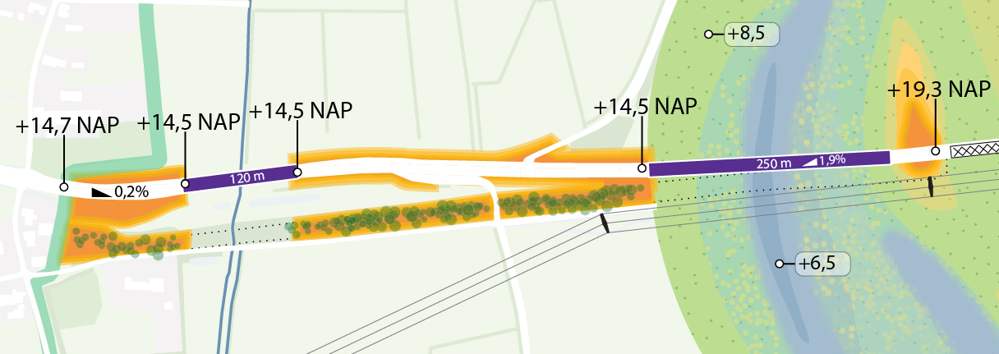 +8,5
+19,3 NAP
+14,5 NAP
+14,5 NAP
+14,5 NAP
+14,7 NAP
250 m 1,9%
120 m
0,2%
+6,5